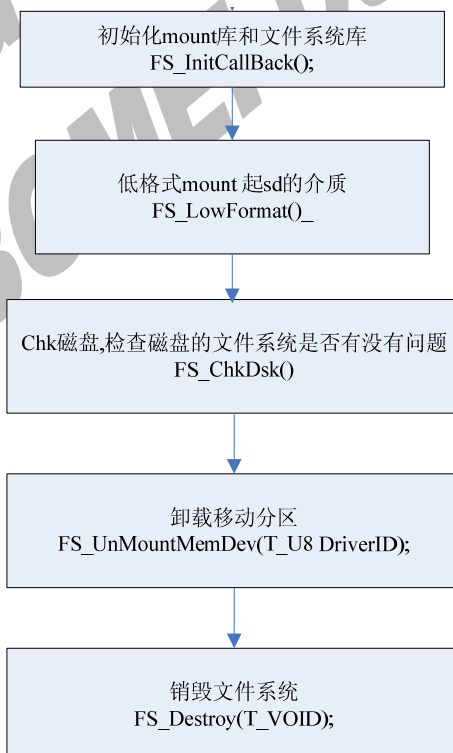 初始化mount库和文件系统库
FS_InitCallBack();
低格式mount 起sd的介质
FS_LowFormat()_
Chk磁盘,检查磁盘的文件系统是否有没有问题
FS_ChkDsk()
卸载移动分区
FS_UnMountMemDev(T_U8 DriverID);
销毁文件系统
FS_Destroy(T_VOID);